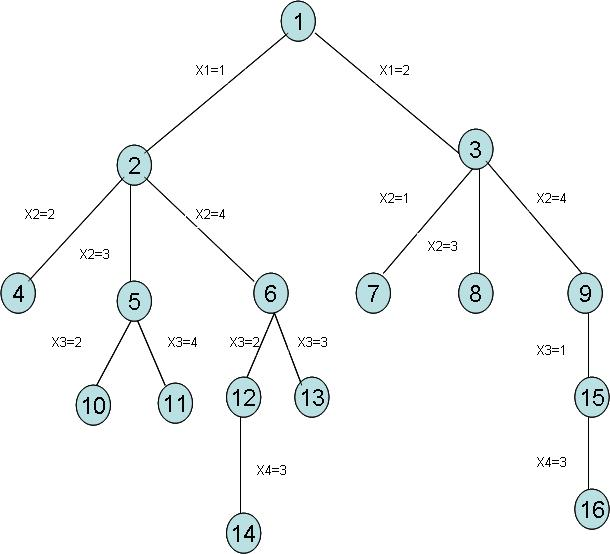 1
X1=1
X1=2
2
3
X2=2
X2=3
X2=4
X2=1
X2=3
X2=4
4
5
6
7
8
9
X3=2
X3=4
X3=2
X3=3
X3=1
10
11
12
13
15
X4=3
X4=3
14
16